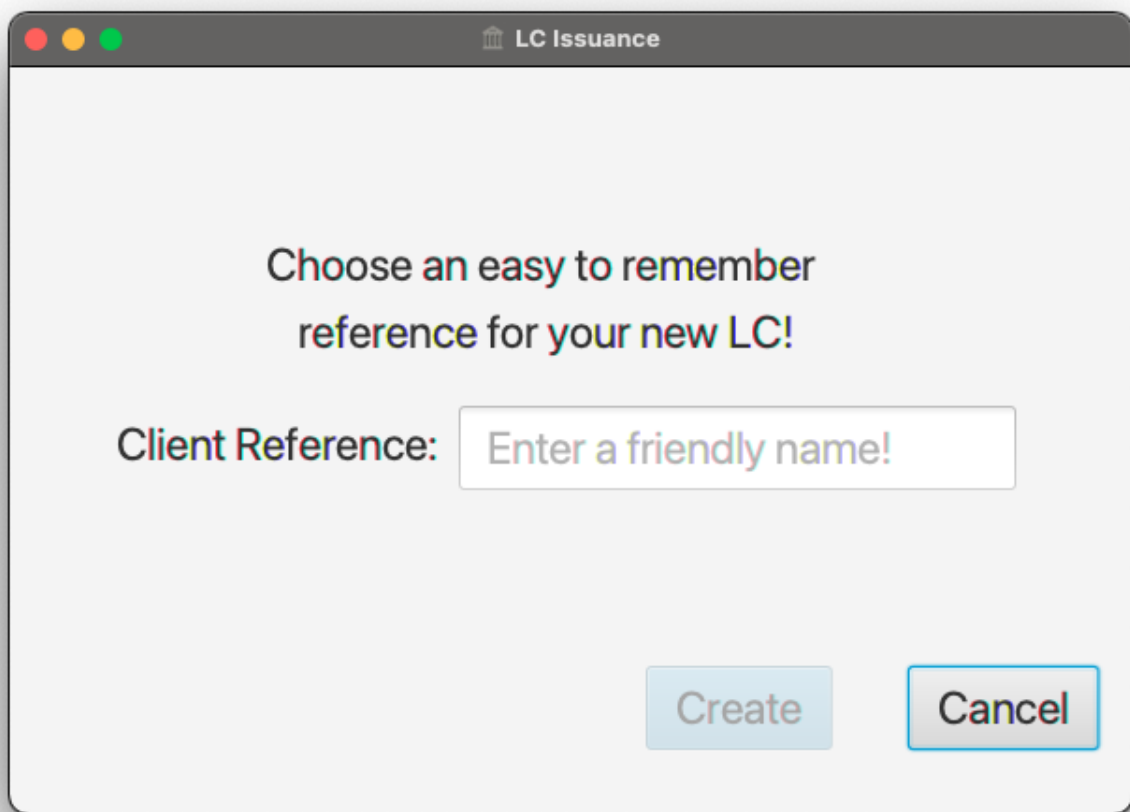 LC Issuance
Choose an easy to remember
reference for your new LC!
Client Reference: Enter a friendly name!
Create Cancel